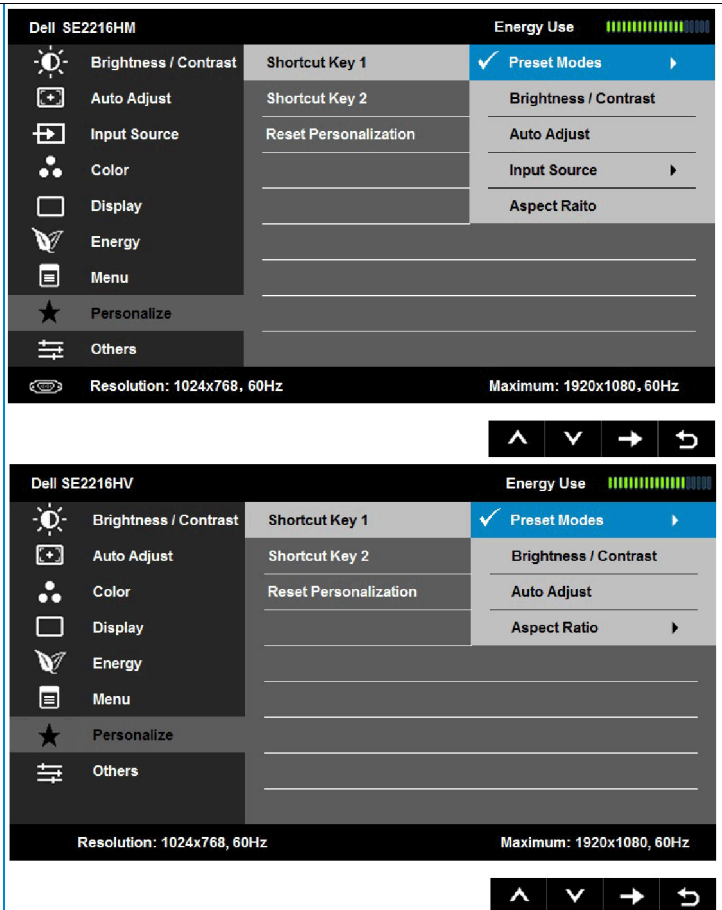 Dell SE2216HM Energy Use
Brightness / Contrast Shortcut Key 1 Preset Modes
Auto Adjust Shortcut Key 2 Brightness / Contrast
Input Source Reset Personalization Auto Adjust
Color Input Source
Display Aspect Raito
Energy
Menu
Personalize
Others
Resolution: 1024x768, 60Hz Maximum: 1920x1080, 60Hz
Dell SE2216HV Energy Use
Brightness / Contrast Shortcut Key 1 Preset Modes
Auto Adjust Shortcut Key 2 Brightness / Contrast
Color Reset Personalization Auto Adjust
Display Aspect Ratio
Energy
Menu
Personalize
Others
Resolution: 1024x768, 60Hz Maximum: 1920x1080, 60Hz